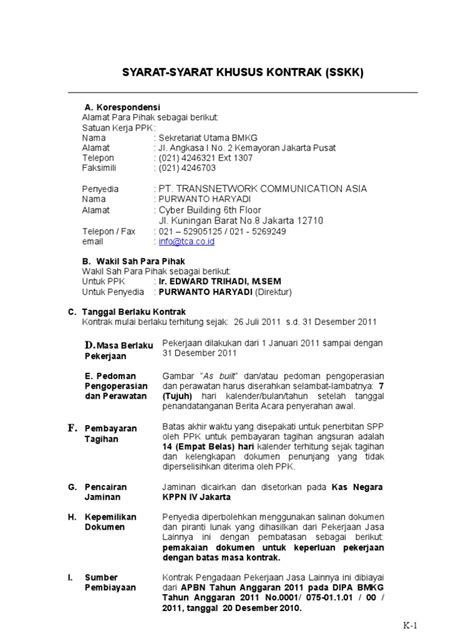 SYARAT-SYARAT KHUSUS KONTRAK (SSKK)
A. Korespondensi
Alamat Para Pihak sebagai berikut:
Satuan Kerja PPK :
Nama : Sekretariat Utama BMKG
Alamat : Jl. Angkasa I No. 2 Kemayoran Jakarta Pusat
Telepon : (021) 4246321 Ext 1307
Faksimili : (021) 4246703
Penyedia : PT. TRANSNETWORK COMMUNICATION ASIA
Nama : PURWANTO HARYADI
Alamat : Cyber Building 6th Floor
Jl. Kuningan Barat No.8 Jakarta 12710
Telepon / Fax : 021 – 52905125 / 021 - 5269249
email : info@tca.co.id
B. Wakil Sah Para Pihak
Wakil Sah Para Pihak sebagai berikut:
Untuk PPK : Ir. EDWARD TRIHADI, M.SEM
Untuk Penyedia : PURWANTO HARYADI (Direktur)
C. Tanggal Berlaku Kontrak
Kontrak mulai berlaku terhitung sejak: 26 Juli 2011 s.d. 31 Desember 2011
D. Masa Berlaku Pekerjaan dilakukan dari 1 Januari 2011 sampai dengan
Pekerjaan 31 Desember 2011
E. Pedoman Gambar "As built" dan/atau pedoman pengoperasian
Pengoperasian dan perawatan harus diserahkan selambat-lambatnya: 7
dan Perawatan (Tujuh) hari kalender/bulan/tahun setelah tanggal
penandatanganan Berita Acara penyerahan awal.
F. Pembayaran Batas akhir waktu yang disepakati untuk penerbitan SPP
Tagihan oleh PPK untuk pembayaran tagihan angsuran adalah
14 (Empat Belas) hari kalender terhitung sejak tagihan
dan kelengkapan dokumen penunjang yang tidak
diperselisihkan diterima oleh PPK.
G. Pencairan Jaminan dicairkan dan disetorkan pada Kas Negara
Jaminan KPPN IV Jakarta
H. Kepemilikan Penyedia diperbolehkan menggunakan salinan dokumen
Dokumen dan piranti lunak yang dihasilkan dari Pekerjaan Jasa
Lainnya ini dengan pembatasan sebagai berikut:
pemakaian dokumen untuk keperluan pekerjaan
dengan batas masa kontrak.
I. Sumber Kontrak Pengadaan Pekerjaan Jasa Lainnya ini dibiayai
Pembiayaan dari APBN Tahun Anggaran 2011 pada DIPA BMKG
Tahun Anggaran 2011 No.0001/ 075-01.1.01 / 00 /
2011, tanggal 20 Desember 2010.
K-1